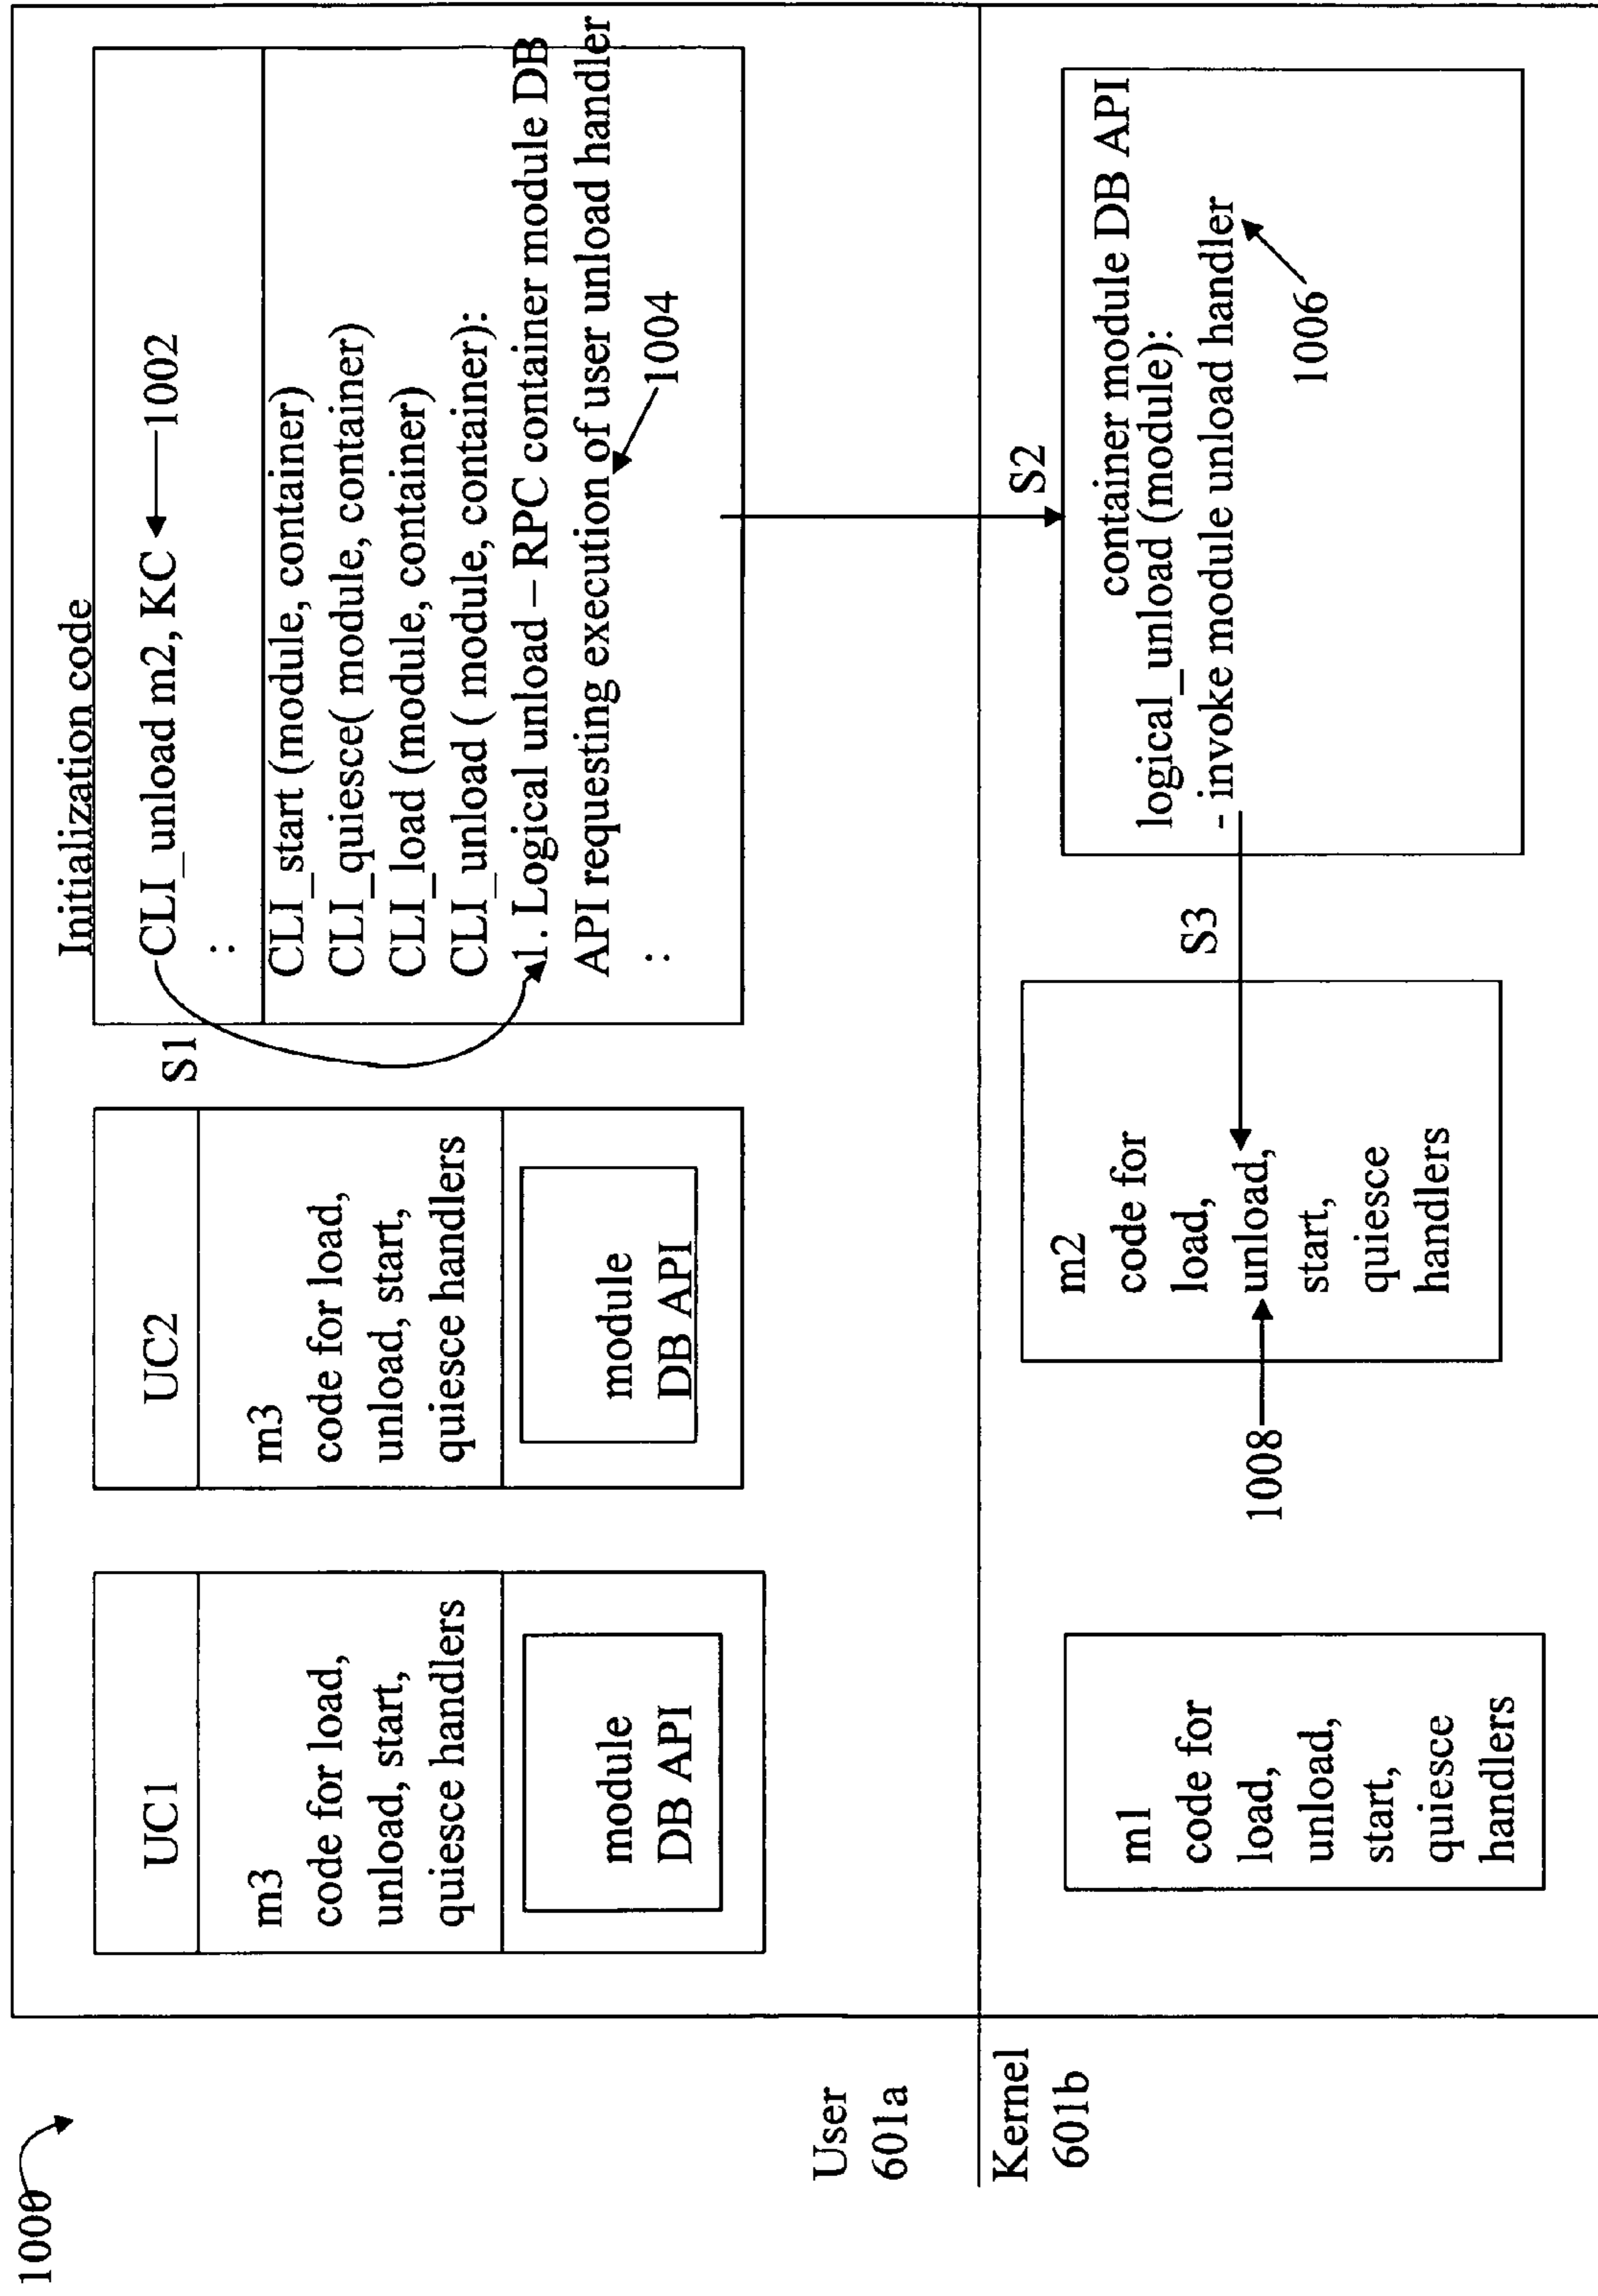 1000
UC1
m3
code for load,
unload, start,
quiesce handlers
module
DB API
UC2
m3
code for load,
unload, start,
quiesce handlers
module
DB API
S1
Initialization code
CLI_unload m2, KC
1002
:
CLI_start (module, container)
CLI_quiesce( module, container)
CLI_load (module, container)
CLI_unload ( module, container):
1. Logical unload – RPC container module DB
API requesting execution of user unload handler
:
1004
User
601a
Kernel
601b
S2
m1
code for
load,
unload,
start,
quiesce
handlers
m2
code for
load,
unload,
start,
quiesce
handlers
1008
S3
container module DB API
logical_unload (module):
- invoke module unload handler
1006